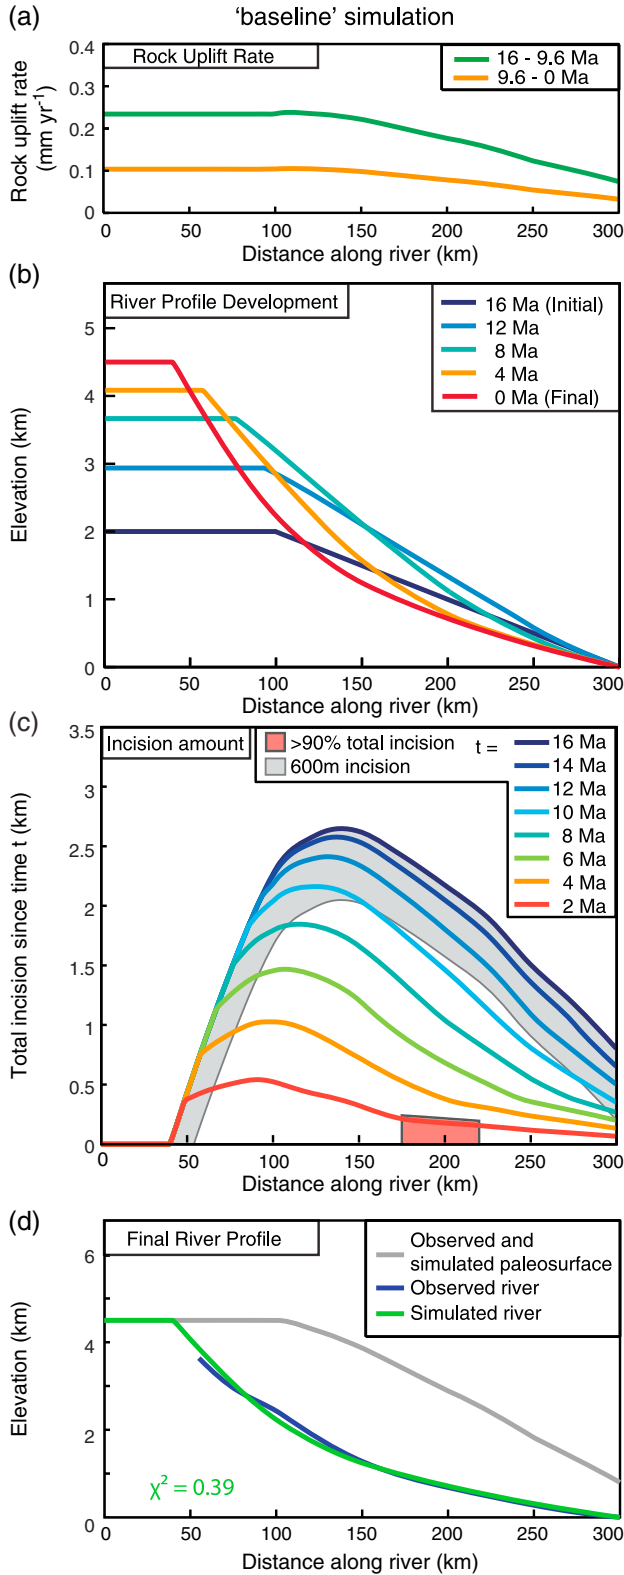 (a)
'baseline' simulation
Rock Uplift Rate
16 - 9.6 Ma
9.6 - 0 Ma
Rock uplift rate
(mm yr⁻¹)
0.4
0.3
0.2
0.1
0
0 50 100 150 200 250 300
Distance along river (km)
(b)
River Profile Development
16 Ma (Initial)
12 Ma
8 Ma
4 Ma
0 Ma (Final)
Elevation (km)
5
4
3
2
1
0
0 50 100 150 200 250 300
Distance along river (km)
(c)
Incision amount
>90% total incision
600m incision
t =
16 Ma
14 Ma
12 Ma
10 Ma
8 Ma
6 Ma
4 Ma
2 Ma
Total incision since time t (km)
3.5
3
2.5
2
1.5
1
0.5
0
0 50 100 150 200 250 300
Distance along river (km)
(d)
Final River Profile
Observed and
simulated paleosurface
Observed river
Simulated river
Elevation (km)
6
4
2
0
χ² = 0.39
0 50 100 150 200 250 300
Distance along river (km)